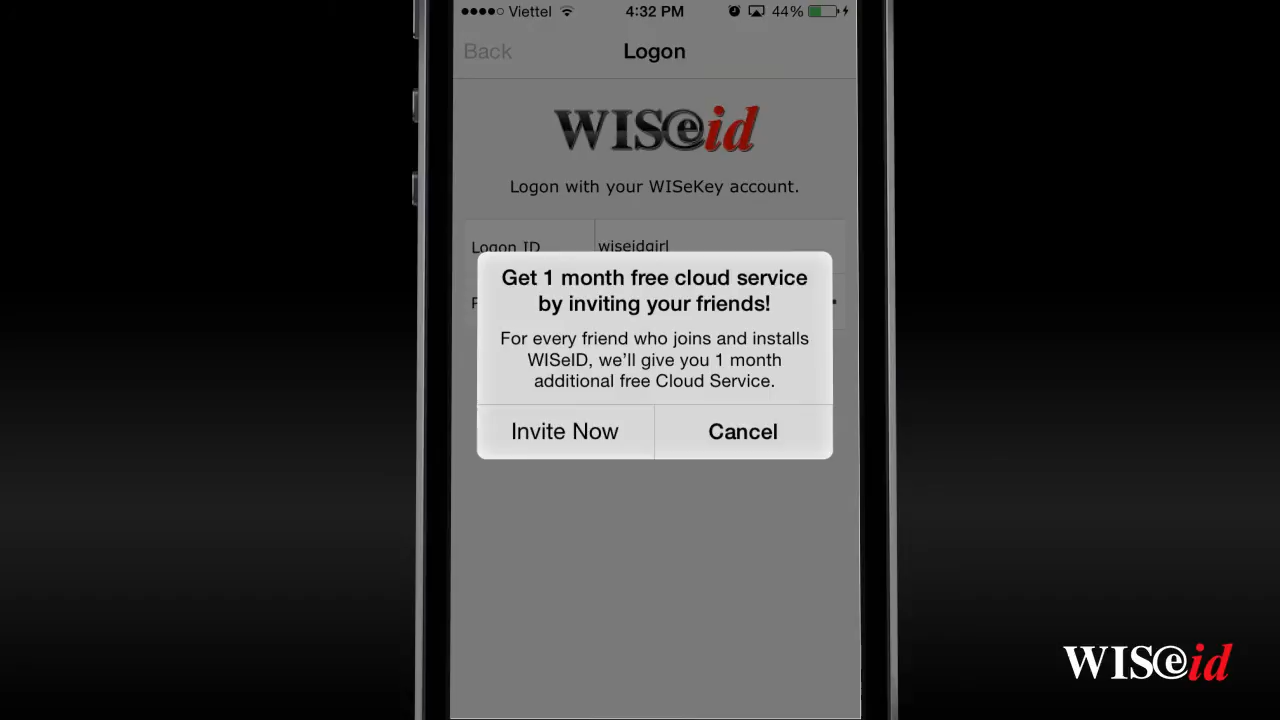 Viettel 4:32 PM 44%
Back Logon
WISeid
Logon with your WISeKey account.
Logon ID wiseidgirl
Get 1 month free cloud service
by inviting your friends!
For every friend who joins and installs
WISeID, we'll give you 1 month
additional free Cloud Service.
Invite Now Cancel
WISeid